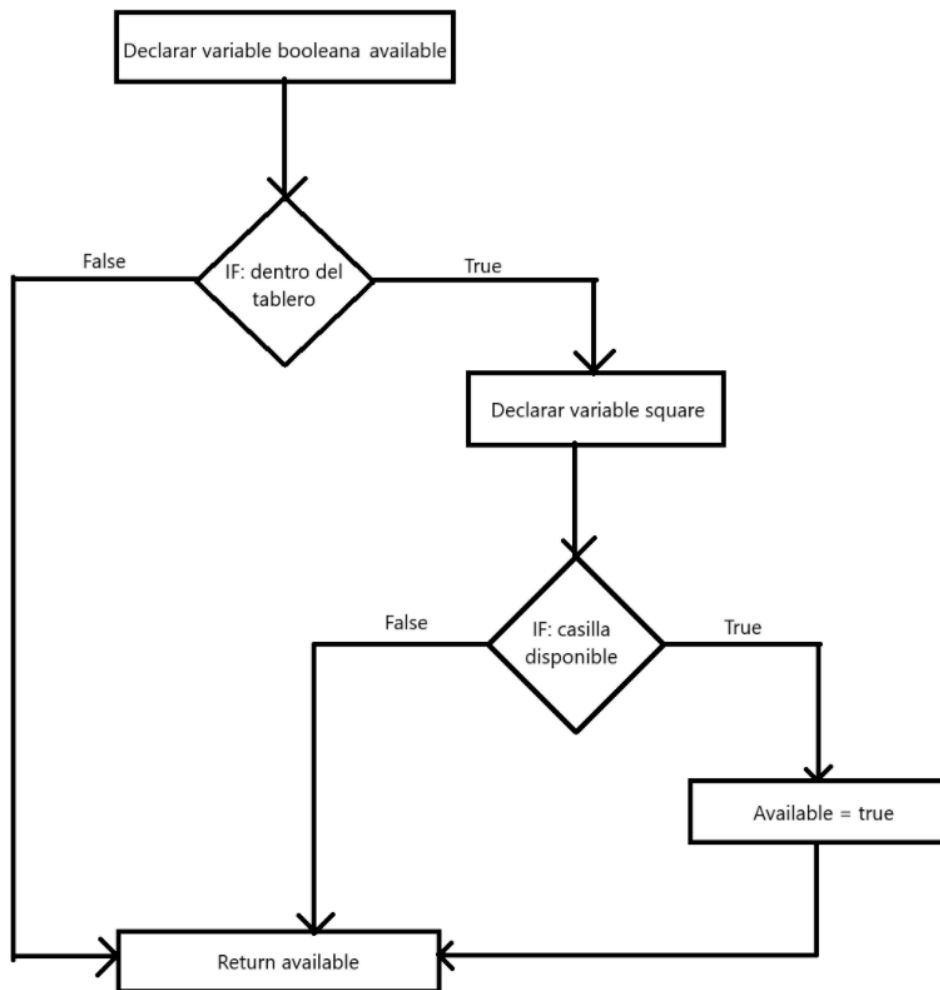 Declarar variable booleana available
False
IF: dentro del
tablero
True
Declarar variable square
False
IF: casilla
disponible
True
Available = true
Return available